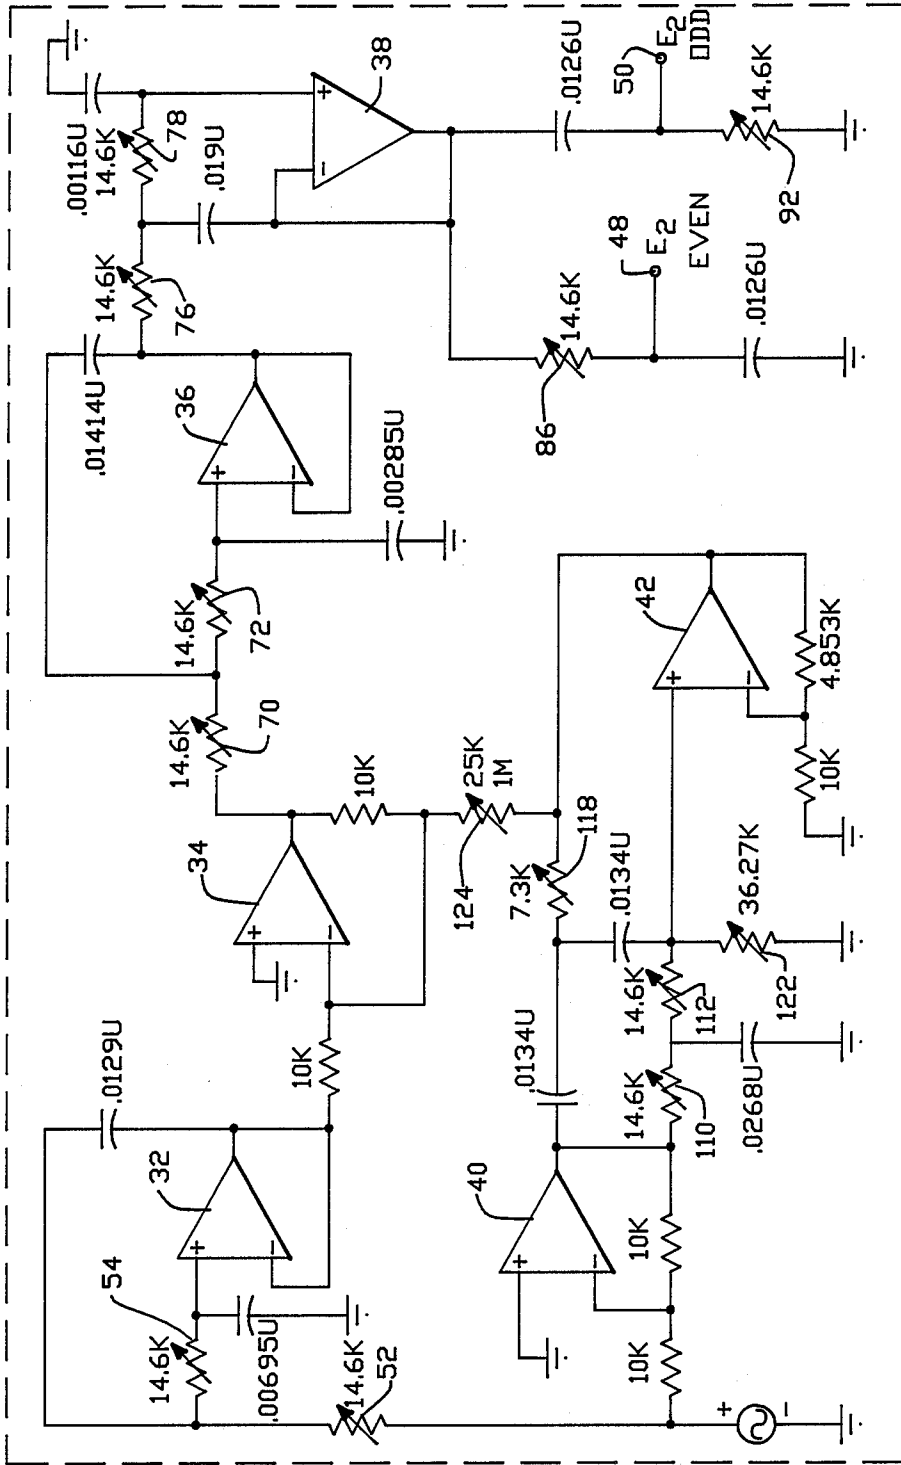 .0129U
.01414U
.00116U
14.6K
78
54
14.6K
32
.00695U
14.6K
52
10K
34
14.6K
70
14.6K
72
36
.00285U
14.6K
76
.019U
38
10K
25K
1M
124
7.3K
118
.0134U
.0134U
40
10K
10K
14.6K
110
.0268U
14.6K
112
36.27K
122
42
10K
4.853K
86
14.6K
48
E2
EVEN
.0126U
.0126U
50
E2
ODD
14.6K
92
+
-
+
-
+
-
+
-
+
-
+
-
+
-